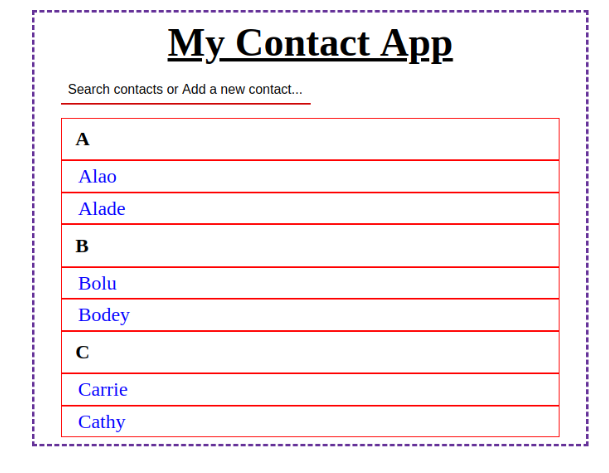 My Contact App
Search contacts or Add a new contact...
A
Alao
Alade
B
Bolu
Bodey
C
Carrie
Cathy